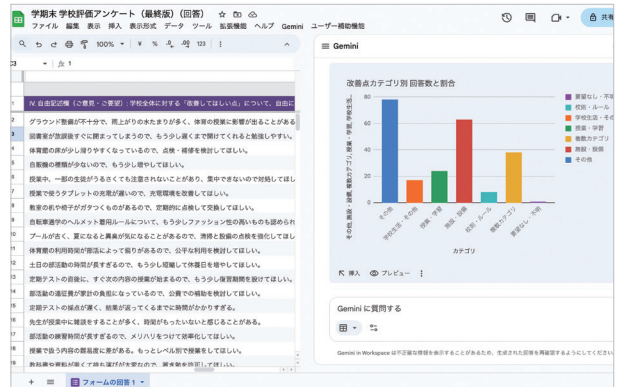 学期末 学校評価アンケート（最終版）（回答）
ファイル 編集 表示 挿入 表示形式 データ ツール 拡張機能 ヘルプ Gemini ユーザー補助機能
共有
100% ¥ % .0 .00 123
1
Gemini
IV. 自由記述欄（ご意見・ご要望）：学校全体に対する「改善してほしい点」について、自由に
グラウンド整備が不十分で、雨上がりの水たまりが多く、体育の授業に影響が出ることがある
図書室が放課後すぐに閉まってしまうので、もう少し遅くまで開けてくれると勉強しやすい。
体育館の床が少し滑りやすくなっているので、点検・補修を検討してほしい。
自販機の種類が少ないので、もう少し増やしてほしい。
授業中、一部の生徒がうるさくても注意されないことがあり、集中できないので対処してほし
授業で使うタブレットの充電が遅いので、充電環境を改善してほしい。
教室の机や椅子がガタつくものがあるので、定期的に点検して交換してほしい。
自転車通学のヘルメット着用ルールについて、もう少しファッション性の高いものも認められ
プールが古く、夏になると異臭が気になることがあるので、清掃と設備の点検を強化してほし
体育館の利用時間が部活によって偏りがあるので、公平な利用を検討してほしい。
土日の部活動の時間が長すぎるので、もう少し短縮して休養日を増やしてほしい。
定期テストの直後に、すぐ次の内容の授業が始まるので、もう少し復習期間を設けてほしい。
部活動の遠征費が家計の負担になっているので、公費での補助を検討してほしい。
定期テストの採点が遅く、結果が返ってくるまでに時間がかかりすぎる。
先生が授業中に雑談をすることが多く、時間がもったいないと感じることがある。
部活動の練習時間が長すぎるので、メリハリをつけて効率化してほしい。
授業で扱う内容の難易度に差がある。もっとレベル別で授業をしてほしい。
フォームの回答 1
改善点カテゴリ別 回答数と割合
80
60
40
20
0
その他, 施設・設備, 複数カテゴリ, 授業・学習, 学校生活…
その他
学校生活・その他
授業・学習
施設・設備
校則・ルール
複数カテゴリ
要望なし・不明
カテゴリ
要望なし・不明
校則・ルール
学校生活・その
授業・学習
複数カテゴリ
施設・設備
その他
挿入 プレビュー
Gemini に質問する
Gemini in Workspace は不正確な情報を表示することがあるため、生成された回答を再確認するようにしてくださ